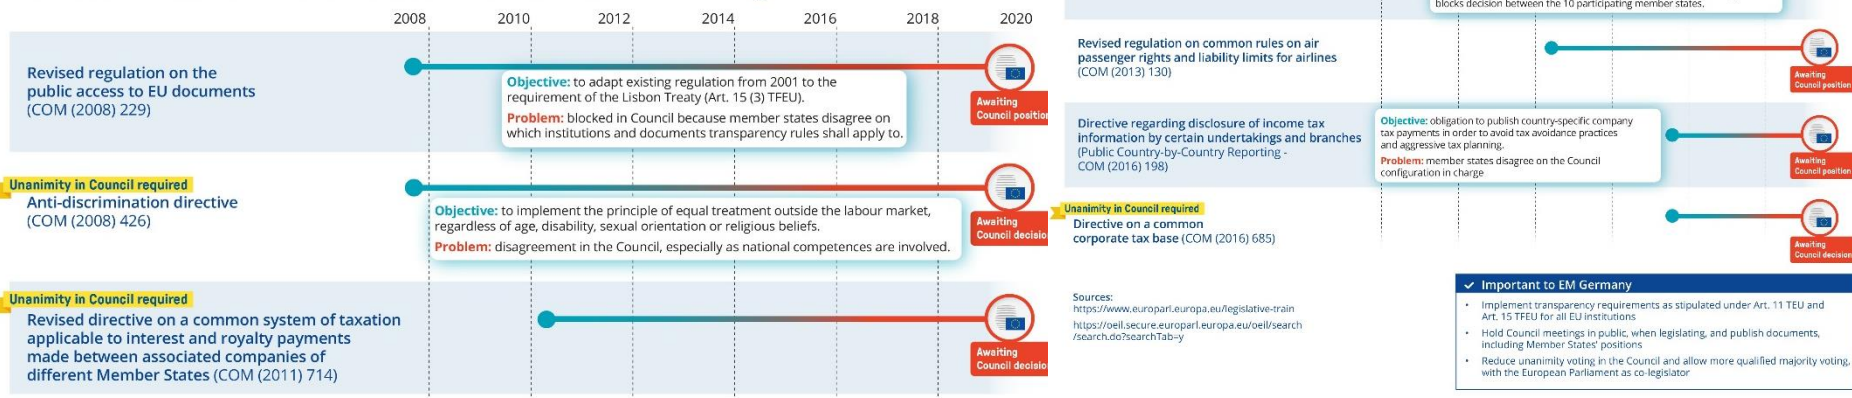 2008 2010 2012 2014 2016 2018 2020
Revised regulation on the
public access to EU documents
(COM (2008) 229)
Objective: to adapt existing regulation from 2001 to the
requirement of the Lisbon Treaty (Art. 15 (3) TFEU).
Problem: blocked in Council because member states disagree on
which institutions and documents transparency rules shall apply to.
Awaiting
Council positio
Unanimity in Council required
Anti-discrimination directive
(COM (2008) 426)
Objective: to implement the principle of equal treatment outside the labour market,
regardless of age, disability, sexual orientation or religious beliefs.
Problem: disagreement in the Council, especially as national competences are involved.
Awaiting
Council decisio
Unanimity in Council required
Revised directive on a common system of taxation
applicable to interest and royalty payments
made between associated companies of
different Member States (COM (2011) 714)
Awaiting
Council decisio
blocks decision between the 10 participating member states.
Revised regulation on common rules on air
passenger rights and liability limits for airlines
(COM (2013) 130)
Awaiting
Council position
Directive regarding disclosure of income tax
information by certain undertakings and branches
(Public Country-by-Country Reporting -
COM (2016) 198)
Objective: obligation to publish country-specific company
tax payments in order to avoid tax avoidance practices
and aggressive tax planning.
Problem: member states disagree on the Council
configuration in charge
Awaiting
Council position
Unanimity in Council required
Directive on a common
corporate tax base (COM (2016) 685)
Awaiting
Council decision
Sources:
https://www.europarl.europa.eu/legislative-train
https://oeil.secure.europarl.europa.eu/oeil/search
/search.do?searchTab=y
Important to EM Germany
• Implement transparency requirements as stipulated under Art. 11 TEU and
Art. 15 TFEU for all EU institutions
• Hold Council meetings in public, when legislating, and publish documents,
including Member States' positions
• Reduce unanimity voting in the Council and allow more qualified majority voting,
with the European Parliament as co-legislator